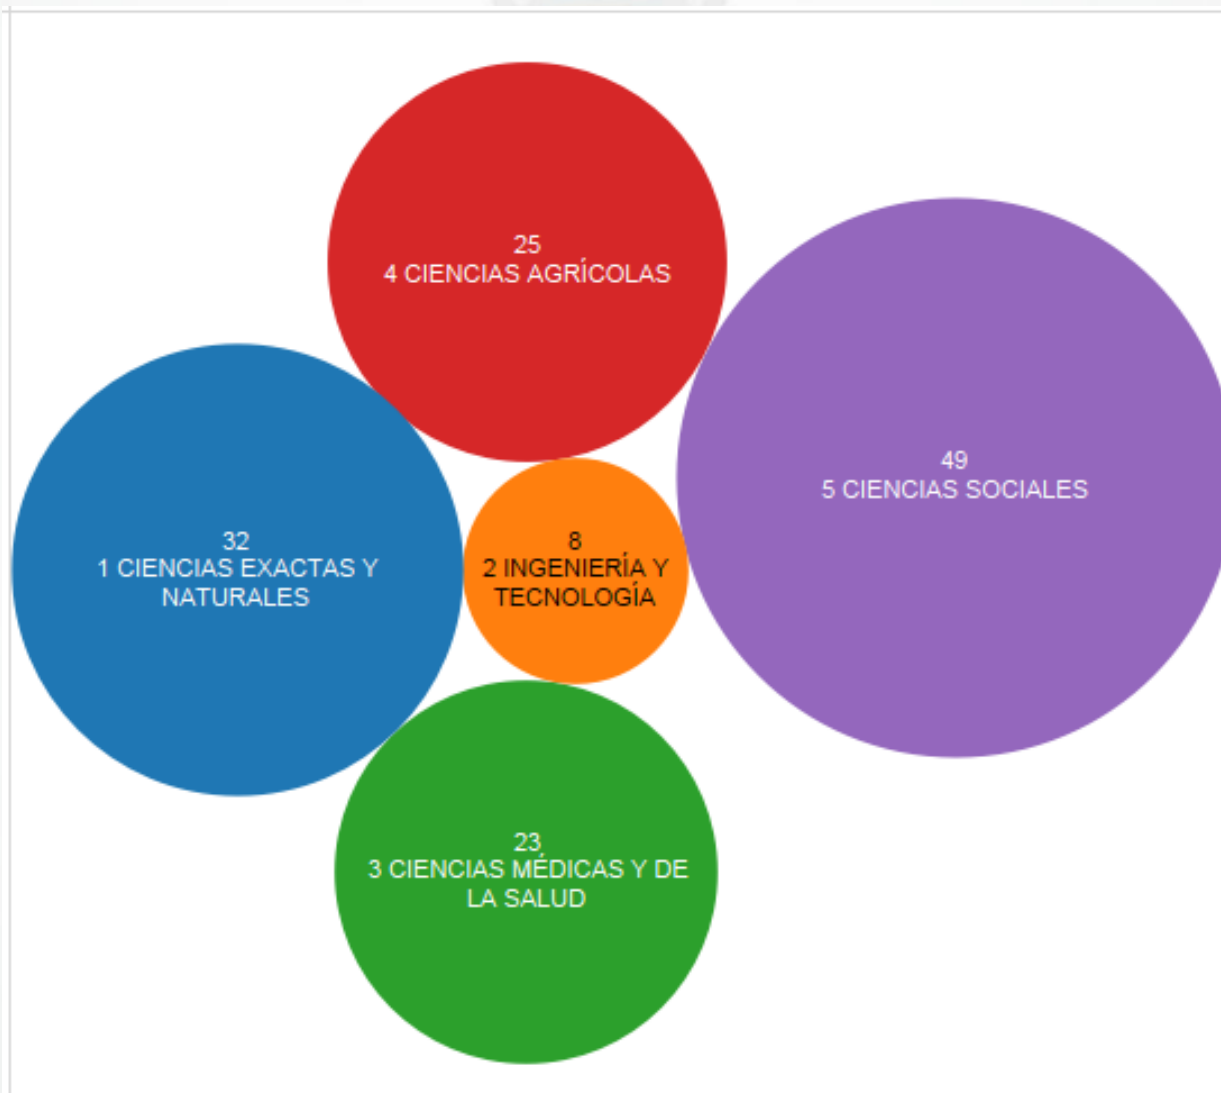 25
4 CIENCIAS AGRÍCOLAS
49
5 CIENCIAS SOCIALES
32
1 CIENCIAS EXACTAS Y
NATURALES
8
2 INGENIERÍA Y
TECNOLOGÍA
23
3 CIENCIAS MÉDICAS Y DE
LA SALUD